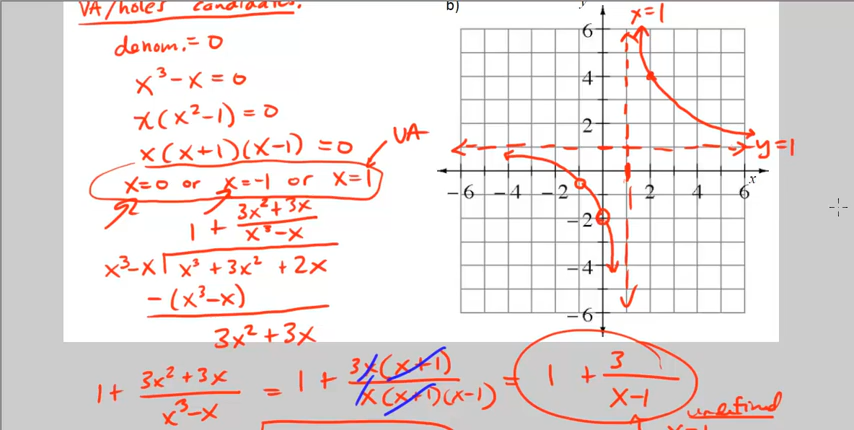 VA/holes candidates:
denom. = 0
x³ - x = 0
x(x² - 1) = 0
x(x+1)(x-1) = 0
VA
x=0 or x=-1 or x=1
1 + 3x²+3x / x³-x
x³-x x³ + 3x² + 2x
-(x³-x)
3x² + 3x
1 + 3x²+3x / x³-x = 1 + 3x(x+1) / x(x+1)(x-1) = 1 + 3 / x-1
undefined
x=1
b)
y
x=1
6
4
2
y=1
x
-6 -4 -2 2 4 6
-2
-4
-6